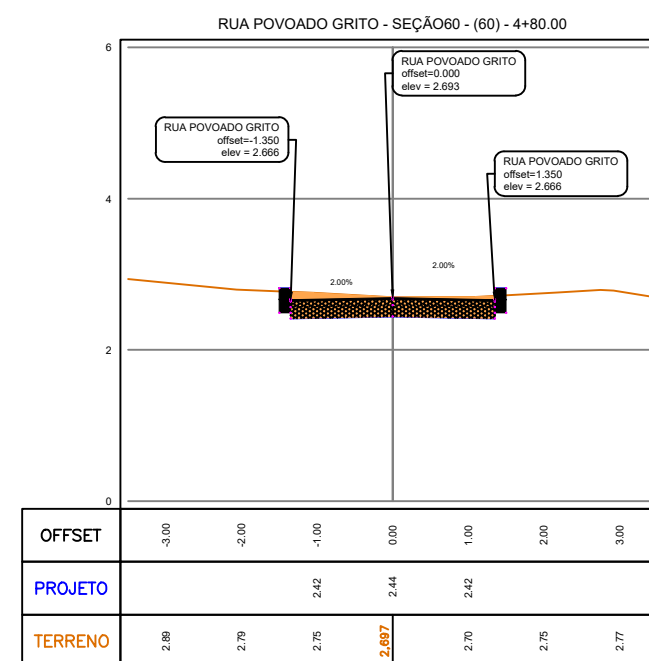 RUA POVOADO GRITO - SEÇÃO60 - (60) - 4+80.00
6
RUA POVOADO GRITO
offset=0.000
elev = 2.693
RUA POVOADO GRITO
offset=-1.350
elev = 2.666
RUA POVOADO GRITO
offset=1.350
elev = 2.666
4
2.00%
2.00%
2
0
OFFSET -3.00 -2.00 -1.00 0.00 1.00 2.00 3.00
PROJETO 2.42 2.44 2.42
TERRENO 2.89 2.79 2.75 2,697 2.70 2.75 2.77